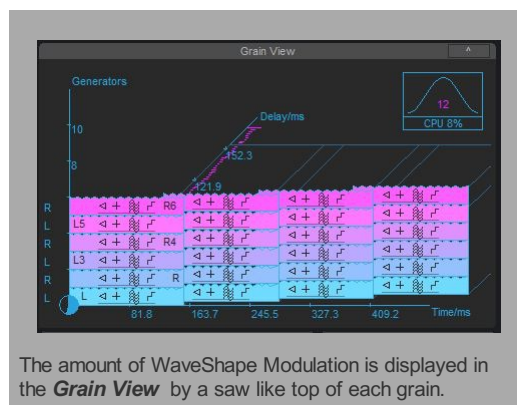 Grain View
^
Generators
Delay/ms
12
CPU 8%
10
152.3
8
121.9
R R6
L L5
R R4
L L3
R R
L L
81.8 163.7 245.5 327.3 409.2 Time/ms
The amount of WaveShape Modulation is displayed in
the Grain View by a saw like top of each grain.